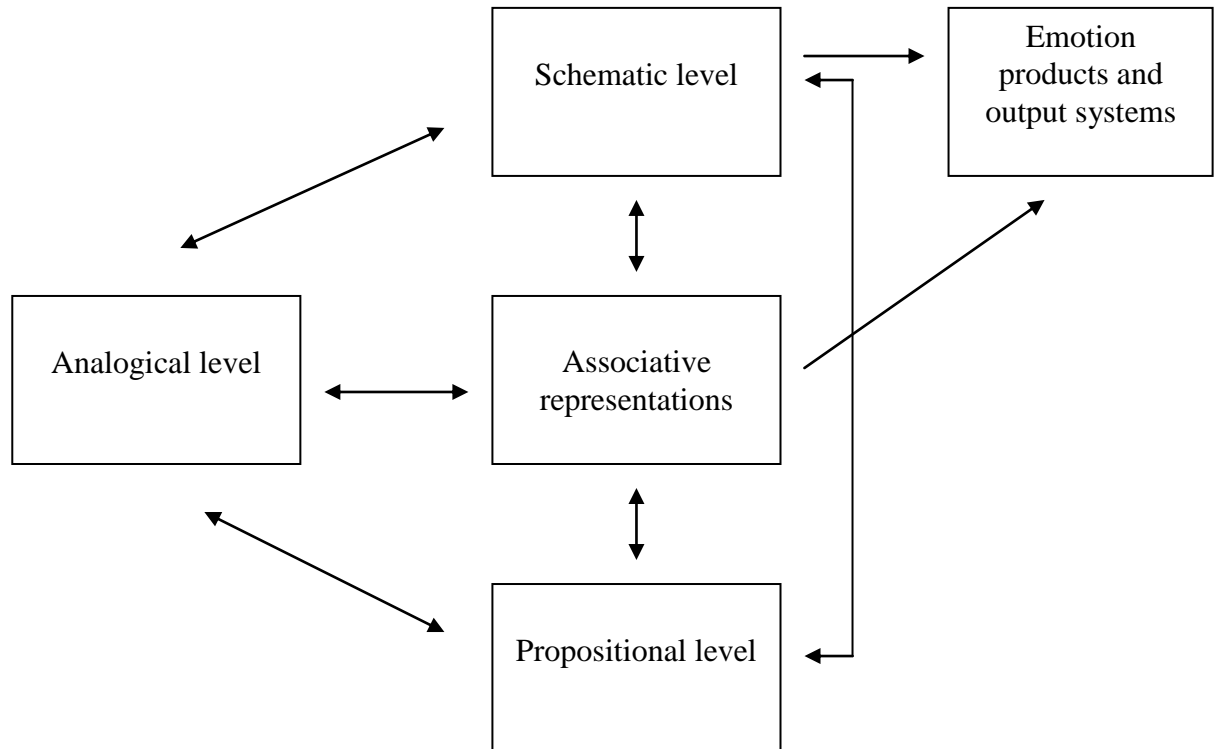 Schematic level
Emotion
products and
output systems
Analogical level
Associative
representations
Propositional level